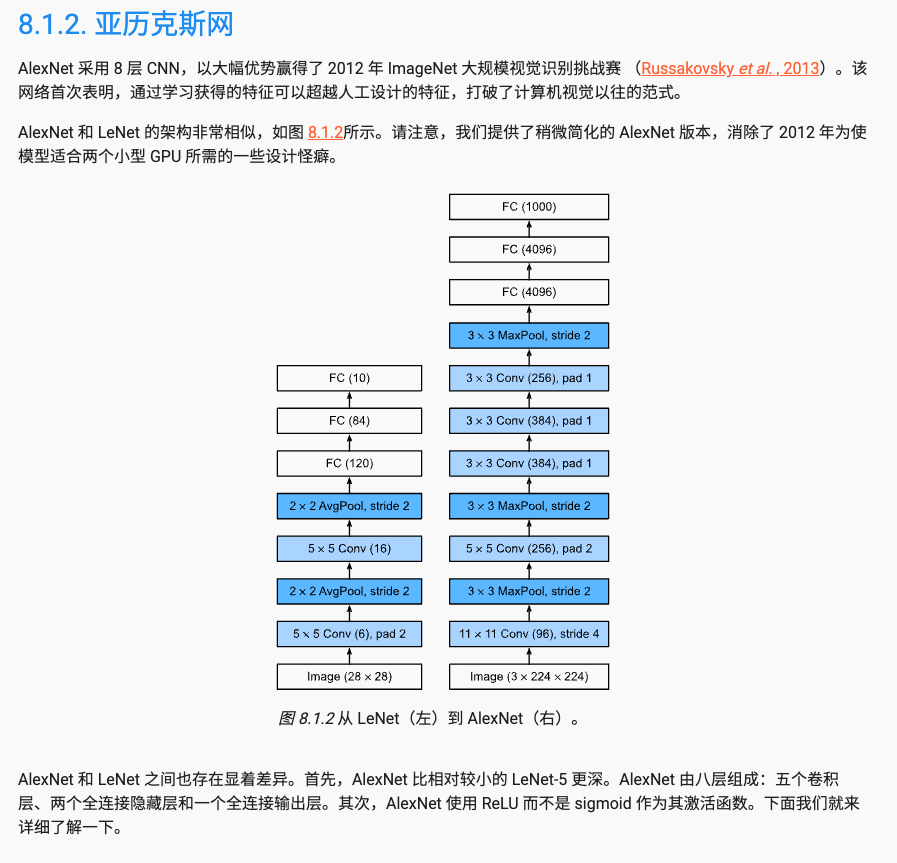 8.1.2. 亚历克斯网
AlexNet 采用 8 层 CNN，以大幅优势赢得了 2012 年 ImageNet 大规模视觉识别挑战赛 （Russakovsky et al. , 2013）。该
网络首次表明，通过学习获得的特征可以超越人工设计的特征，打破了计算机视觉以往的范式。
AlexNet 和 LeNet 的架构非常相似，如图 8.1.2所示。请注意，我们提供了稍微简化的 AlexNet 版本，消除了 2012 年为使
模型适合两个小型 GPU 所需的一些设计怪癖。
FC (10)
FC (84)
FC (120)
2 × 2 AvgPool, stride 2
5 × 5 Conv (16)
2 × 2 AvgPool, stride 2
5 × 5 Conv (6), pad 2
Image (28 × 28)
FC (1000)
FC (4096)
FC (4096)
3 × 3 MaxPool, stride 2
3 × 3 Conv (256), pad 1
3 × 3 Conv (384), pad 1
3 × 3 Conv (384), pad 1
3 × 3 MaxPool, stride 2
5 × 5 Conv (256), pad 2
3 × 3 MaxPool, stride 2
11 × 11 Conv (96), stride 4
Image (3 × 224 × 224)
图 8.1.2 从 LeNet（左）到 AlexNet（右）。
AlexNet 和 LeNet 之间也存在显着差异。首先，AlexNet 比相对较小的 LeNet-5 更深。AlexNet 由八层组成：五个卷积
层、两个全连接隐藏层和一个全连接输出层。其次，AlexNet 使用 ReLU 而不是 sigmoid 作为其激活函数。下面我们就来
详细了解一下。